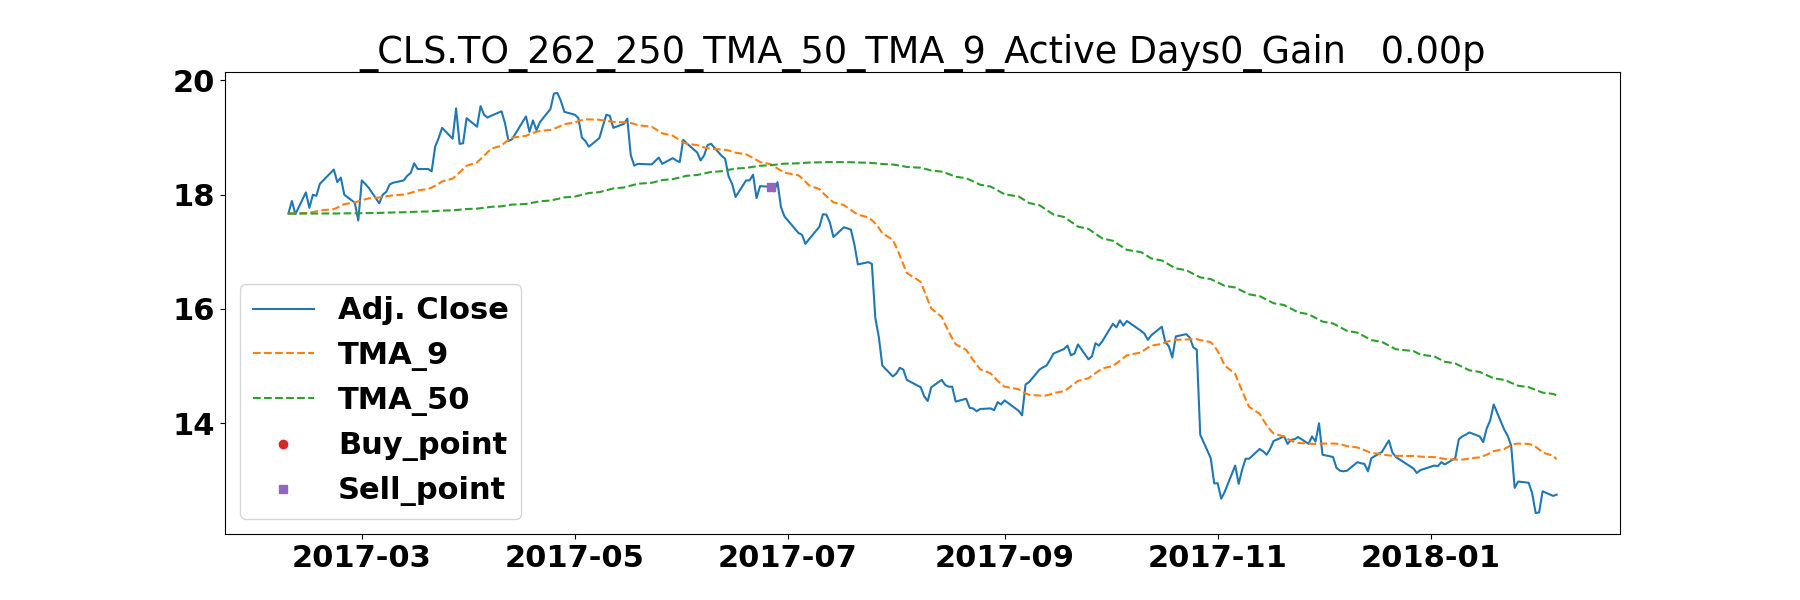 _CLS.TO_262_250_TMA_50_TMA_9_Active Days0_Gain   0.00p
20
18
16
14
Adj. Close
TMA_9
TMA_50
Buy_point
Sell_point
2017-03 2017-05 2017-07 2017-09 2017-11 2018-01